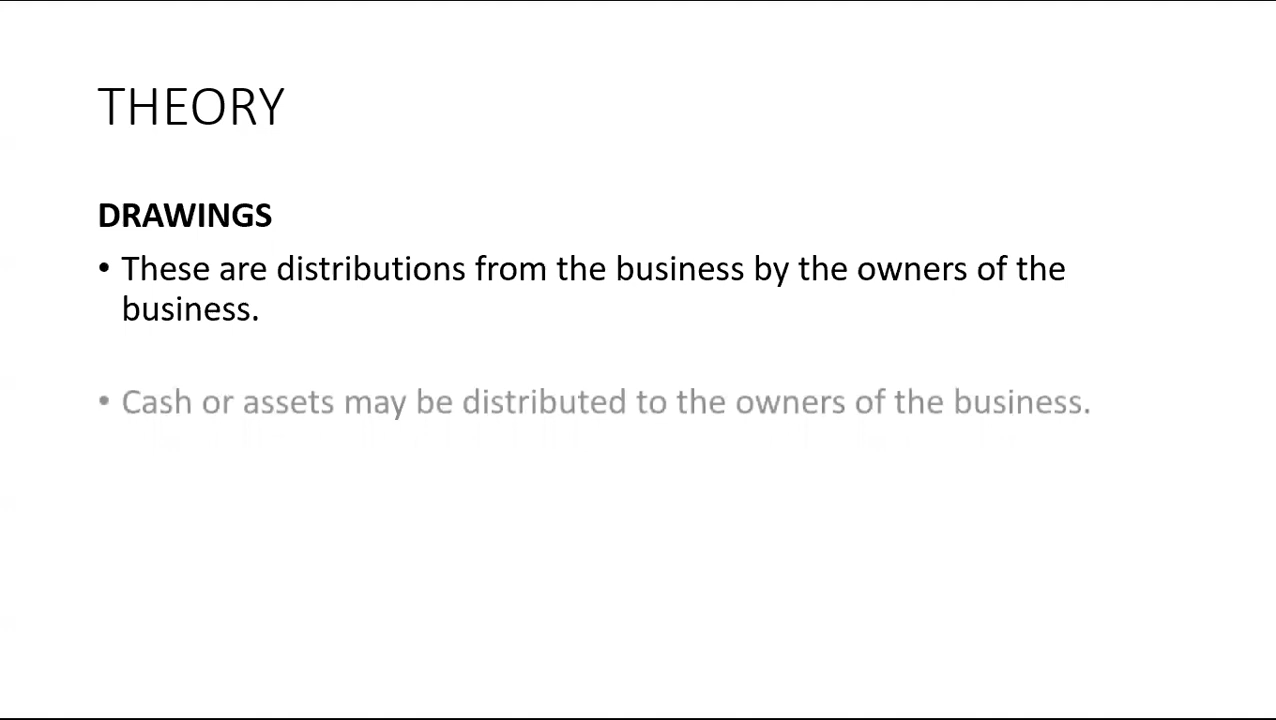 THEORY
DRAWINGS
• These are distributions from the business by the owners of the
business.
• Cash or assets may be distributed to the owners of the business.